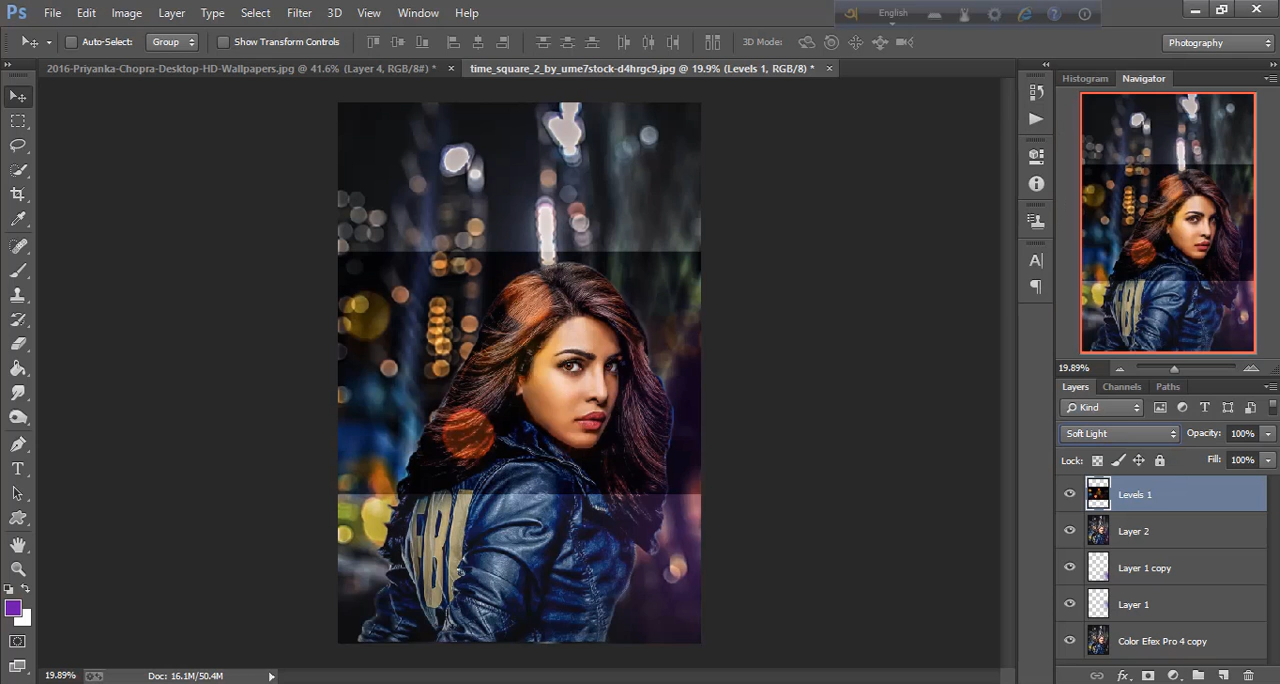 Ps File Edit Image Layer Type Select Filter 3D View Window Help
English
Auto-Select: Group Show Transform Controls 3D Mode: Photography
2016-Priyanka-Chopra-Desktop-HD-Wallpapers.jpg @ 41.6% (Layer 4, RGB/8#) * × time_square_2_by_ume7stock-d4hrgc9.jpg @ 19.9% (Levels 1, RGB/8) * ×
Histogram Navigator
19.89%
Layers Channels Paths
Kind
Soft Light Opacity: 100%
Lock: Fill: 100%
Levels 1
Layer 2
Layer 1 copy
Layer 1
Color Efex Pro 4 copy
FBI
19.89% Doc: 16.1M/50.4M